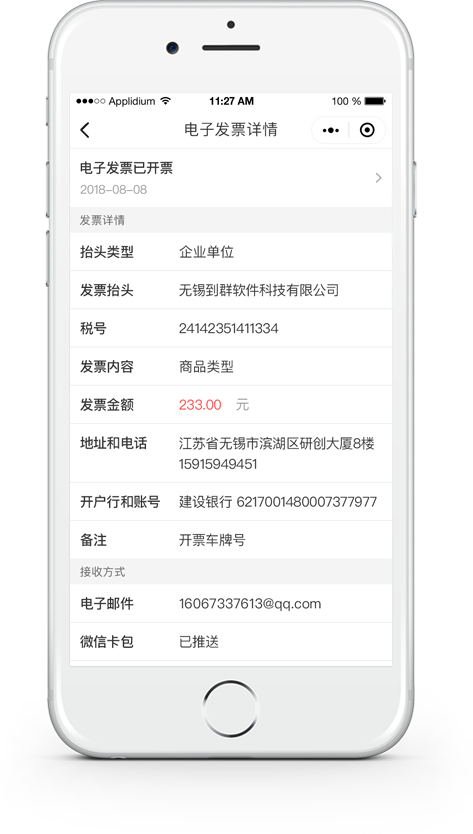 Applidium 11:27 AM 100 %
电子发票详情
电子发票已开票
2018-08-08
发票详情
抬头类型 企业单位
发票抬头 无锡到群软件科技有限公司
税号 24142351411334
发票内容 商品类型
发票金额 233.00 元
地址和电话 江苏省无锡市滨湖区研创大厦8楼
15915949451
开户行和账号 建设银行 6217001480007377977
备注 开票车牌号
接收方式
电子邮件 16067337613@qq.com
微信卡包 已推送